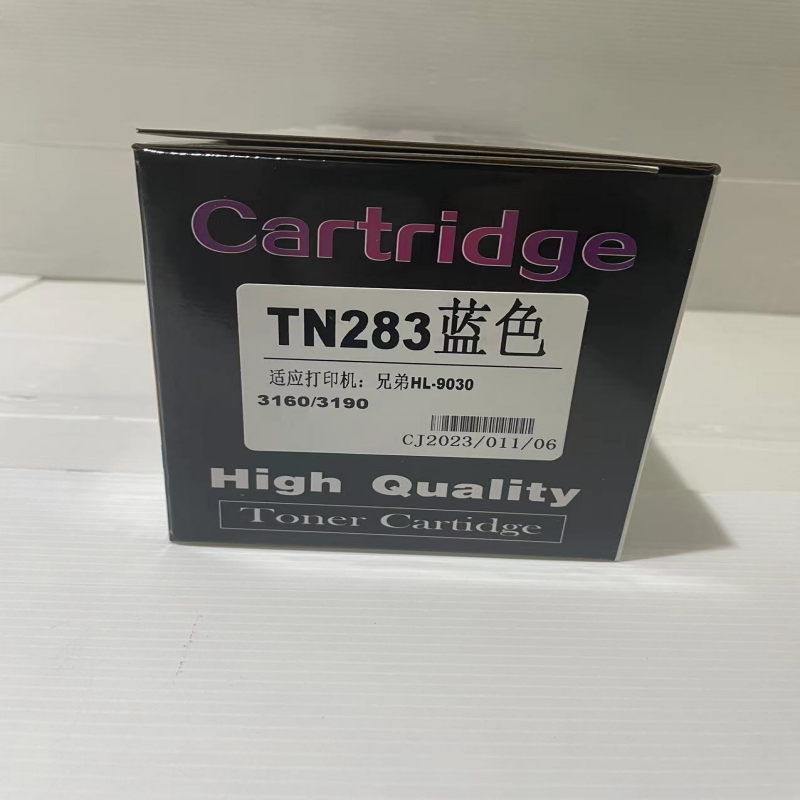 Cartridge
TN283蓝色
适应打印机：兄弟HL-9030
3160/3190
CJ2023/011/06
High Quality
Toner Cartidge